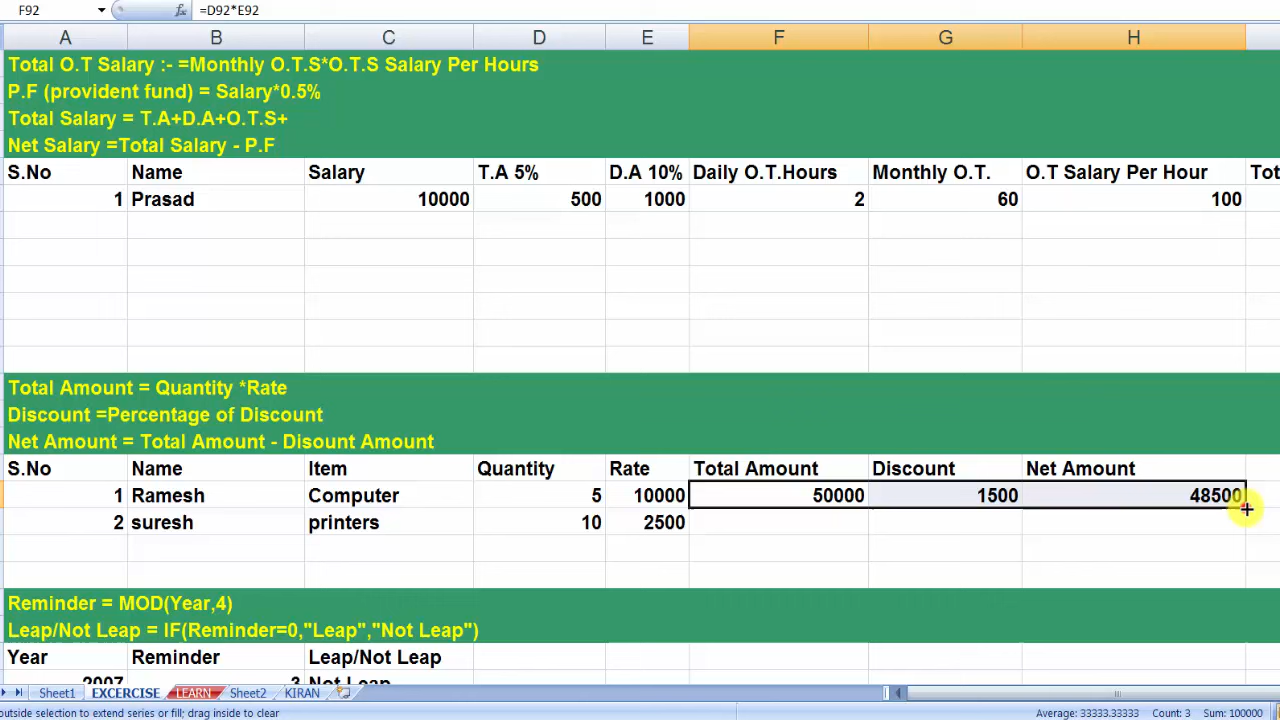 F92 fx =D92*E92
A B C D E F G H
Total O.T Salary :- =Monthly O.T.S*O.T.S Salary Per Hours
P.F (provident fund) = Salary*0.5%
Total Salary = T.A+D.A+O.T.S+
Net Salary =Total Salary - P.F
S.No Name Salary T.A 5% D.A 10% Daily O.T.Hours Monthly O.T. O.T Salary Per Hour Tot
1 Prasad 10000 500 1000 2 60 100
Total Amount = Quantity *Rate
Discount =Percentage of Discount
Net Amount = Total Amount - Disount Amount
S.No Name Item Quantity Rate Total Amount Discount Net Amount
1 Ramesh Computer 5 10000 50000 1500 48500
2 suresh printers 10 2500
Reminder = MOD(Year,4)
Leap/Not Leap = IF(Reminder=0,"Leap","Not Leap")
Year Reminder Leap/Not Leap
2007 3 Not Leap
Sheet1 EXCERCISE LEARN Sheet2 KIRAN
outside selection to extend series or fill; drag inside to clear Average: 33333.33333 Count: 3 Sum: 100000